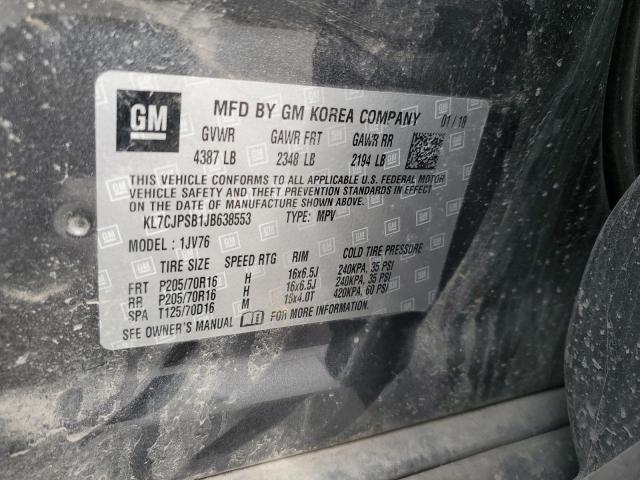 GM
MFD BY GM KOREA COMPANY 01/18
GVWR GAWR FRT GAWR RR
4387 LB 2348 LB 2194 LB
THIS VEHICLE CONFORMS TO ALL APPLICABLE U.S. FEDERAL MOTOR
VEHICLE SAFETY AND THEFT PREVENTION STANDARDS IN EFFECT
ON THE DATE OF MANUFACTURE SHOWN ABOVE.
KL7CJPSB1JB638553 TYPE: MPV
MODEL : 1JV76
TIRE SIZE SPEED RTG RIM COLD TIRE PRESSURE
FRT P205/70R16 H 16x6.5J 240KPA, 35 PSI
RR P205/70R16 H 16x6.5J 240KPA, 35 PSI
SPA T125/70D16 M 16x4.0T 420KPA, 60 PSI
SEE OWNER'S MANUAL FOR MORE INFORMATION.